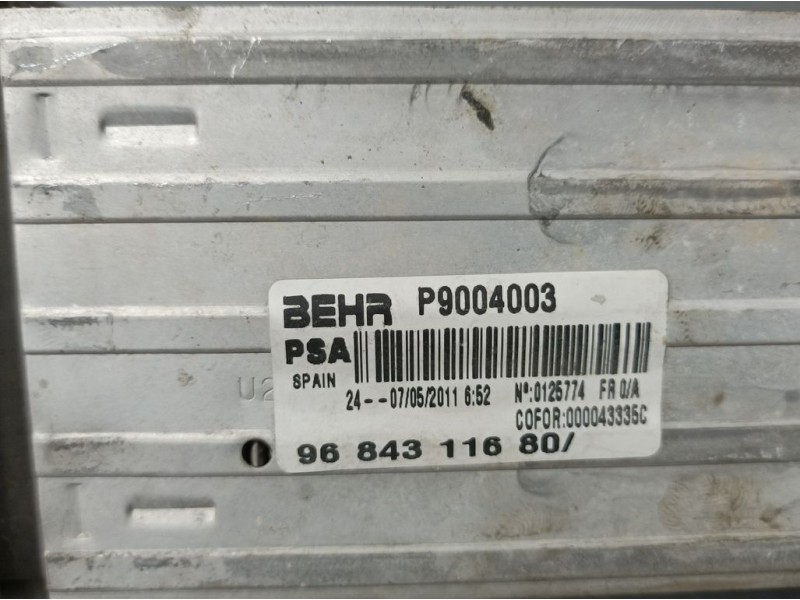 BEHR P9004003
PSA
SPAIN
24--07/05/2011 6:52 Nº:0125774 FR 0/A
COFOR:000043335C
96 843 116 80/